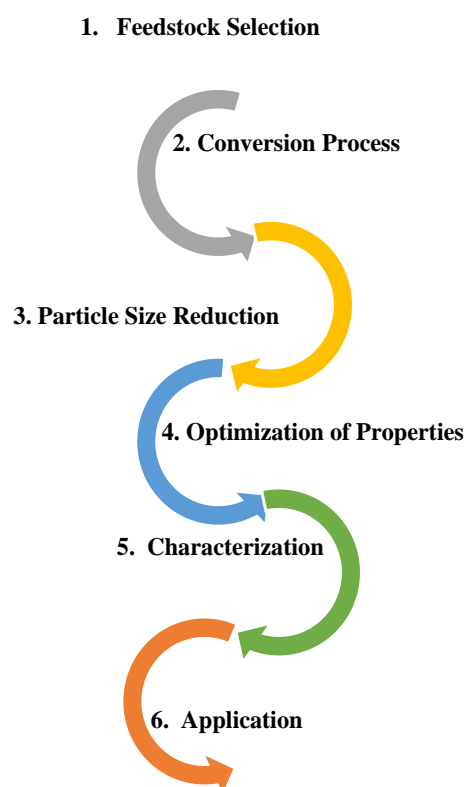 1. Feedstock Selection
2. Conversion Process
3. Particle Size Reduction
4. Optimization of Properties
5. Characterization
6. Application